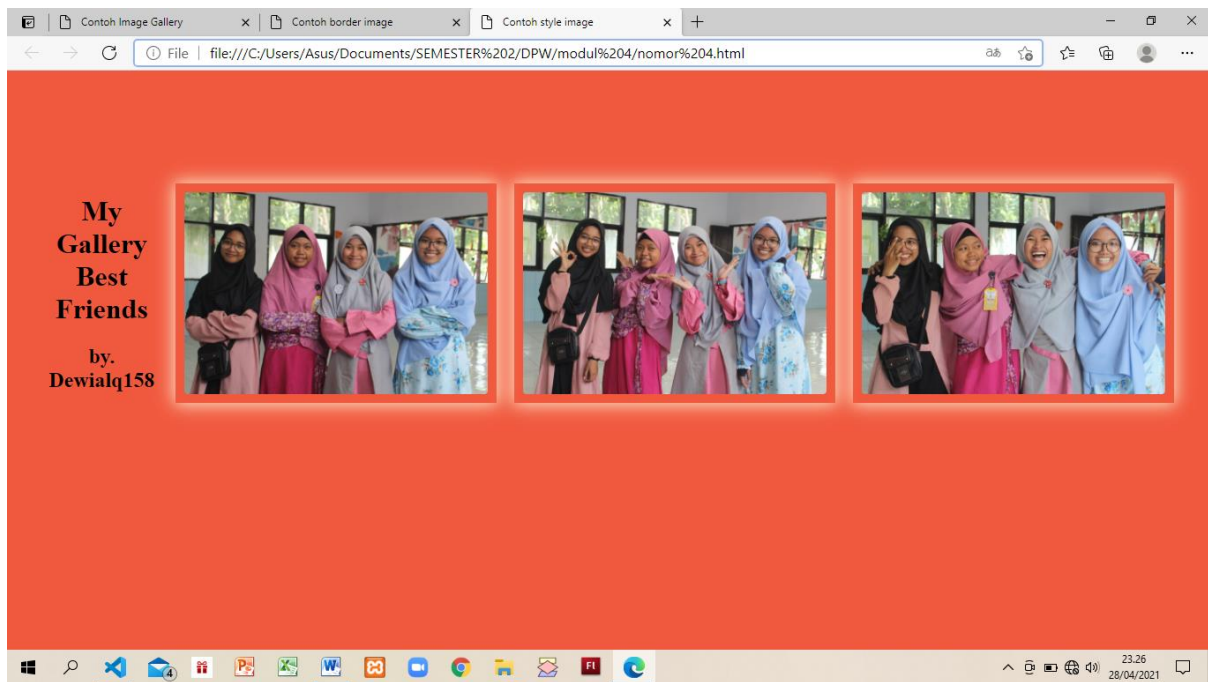 Contoh Image Gallery
Contoh border image
Contoh style image
File
file:///C:/Users/Asus/Documents/SEMESTER%202/DPW/modul%204/nomor%204.html
My
Gallery
Best
Friends
by.
Dewialq158
4
23.26
28/04/2021